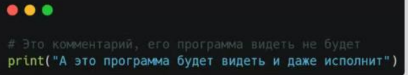 # Это комментарий, его программа видеть не будет
print("А это программа будет видеть и даже исполнит")